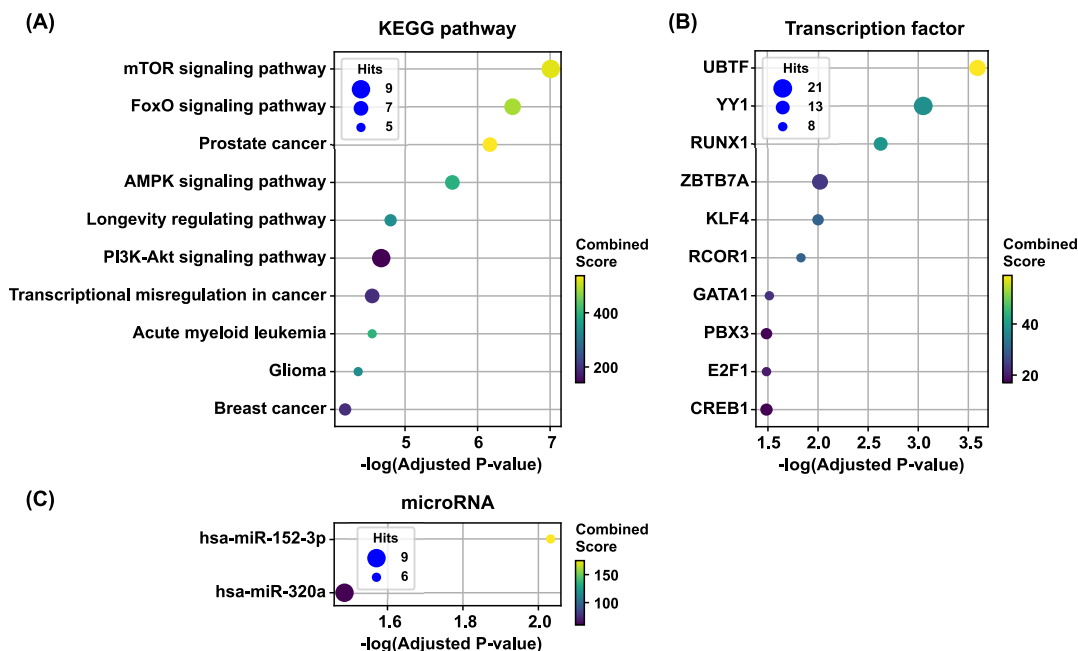 (A)
KEGG pathway
mTOR signaling pathway
FoxO signaling pathway
Prostate cancer
AMPK signaling pathway
Longevity regulating pathway
PI3K-Akt signaling pathway
Transcriptional misregulation in cancer
Acute myeloid leukemia
Glioma
Breast cancer
Hits
9
7
5
5
6
7
-log(Adjusted P-value)
Combined
Score
400
200
(B)
Transcription factor
UBTF
YY1
RUNX1
ZBTB7A
KLF4
RCOR1
GATA1
PBX3
E2F1
CREB1
Hits
21
13
8
1.5
2.0
2.5
3.0
3.5
-log(Adjusted P-value)
Combined
Score
40
20
(C)
microRNA
hsa-miR-152-3p
hsa-miR-320a
Hits
9
6
1.6
1.8
2.0
-log(Adjusted P-value)
Combined
Score
150
100